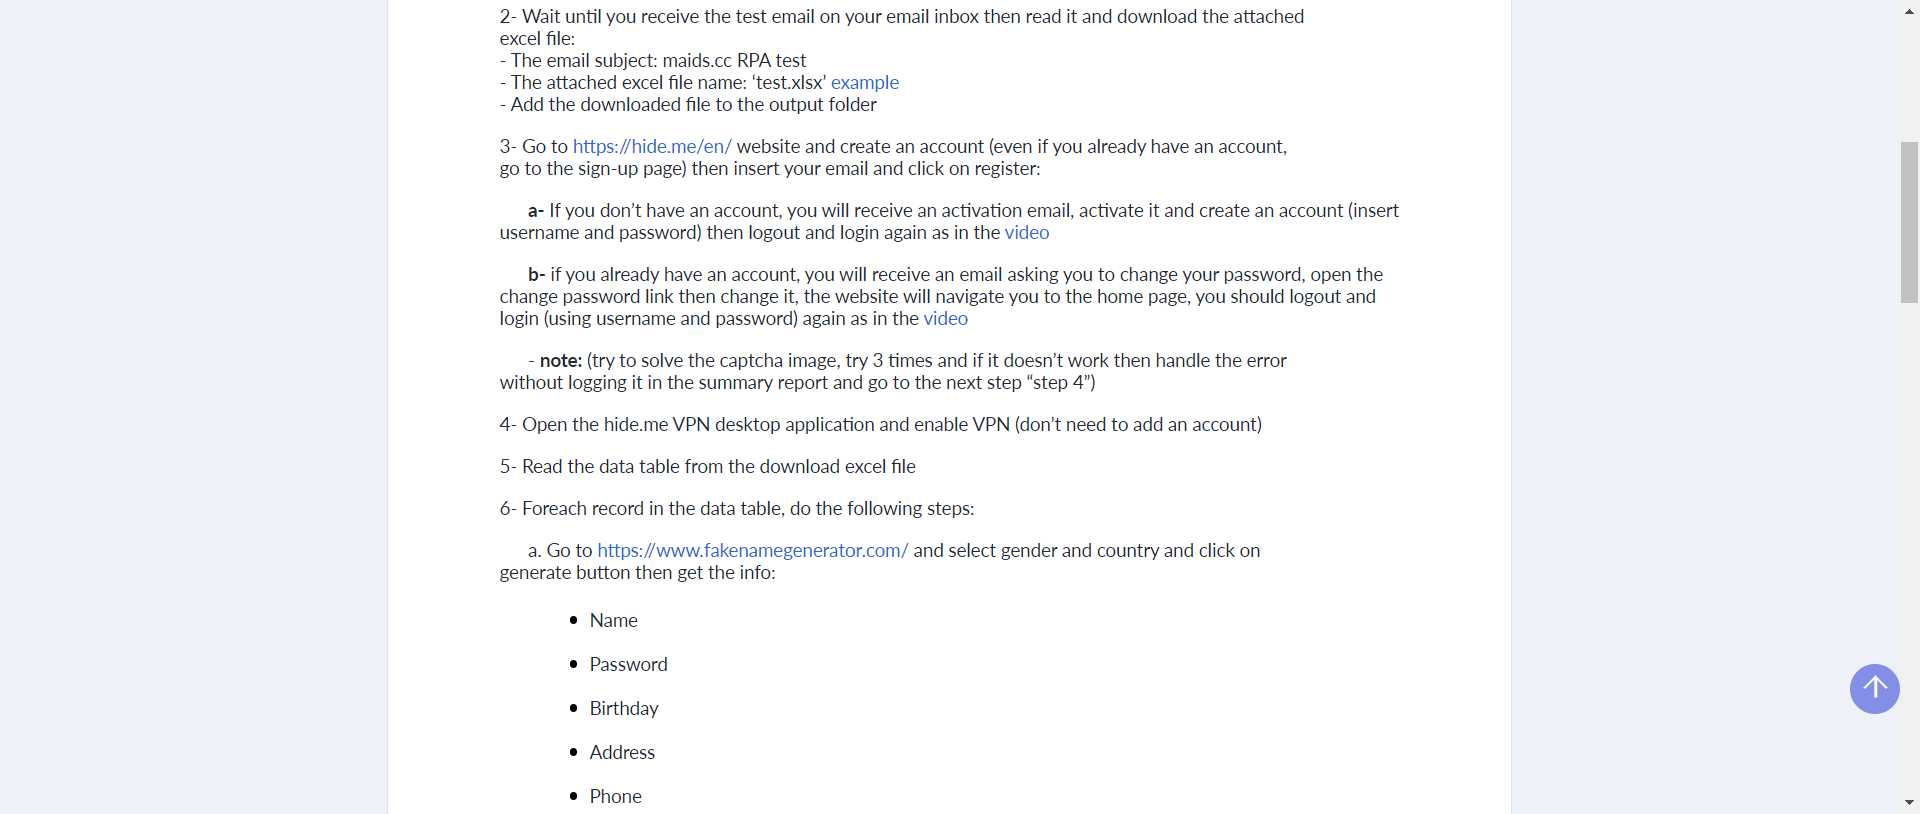 2- Wait until you receive the test email on your email inbox then read it and download the attached
excel file:
- The email subject: maids.cc RPA test
- The attached excel file name: ‘test.xlsx’ example
- Add the downloaded file to the output folder
3- Go to https://hide.me/en/ website and create an account (even if you already have an account,
go to the sign-up page) then insert your email and click on register:
a- If you don’t have an account, you will receive an activation email, activate it and create an account (insert
username and password) then logout and login again as in the video
b- if you already have an account, you will receive an email asking you to change your password, open the
change password link then change it, the website will navigate you to the home page, you should logout and
login (using username and password) again as in the video
- note: (try to solve the captcha image, try 3 times and if it doesn’t work then handle the error
without logging it in the summary report and go to the next step “step 4”)
4- Open the hide.me VPN desktop application and enable VPN (don’t need to add an account)
5- Read the data table from the download excel file
6- Foreach record in the data table, do the following steps:
a. Go to https://www.fakenamegenerator.com/ and select gender and country and click on
generate button then get the info:
• Name
• Password
• Birthday
• Address
• Phone